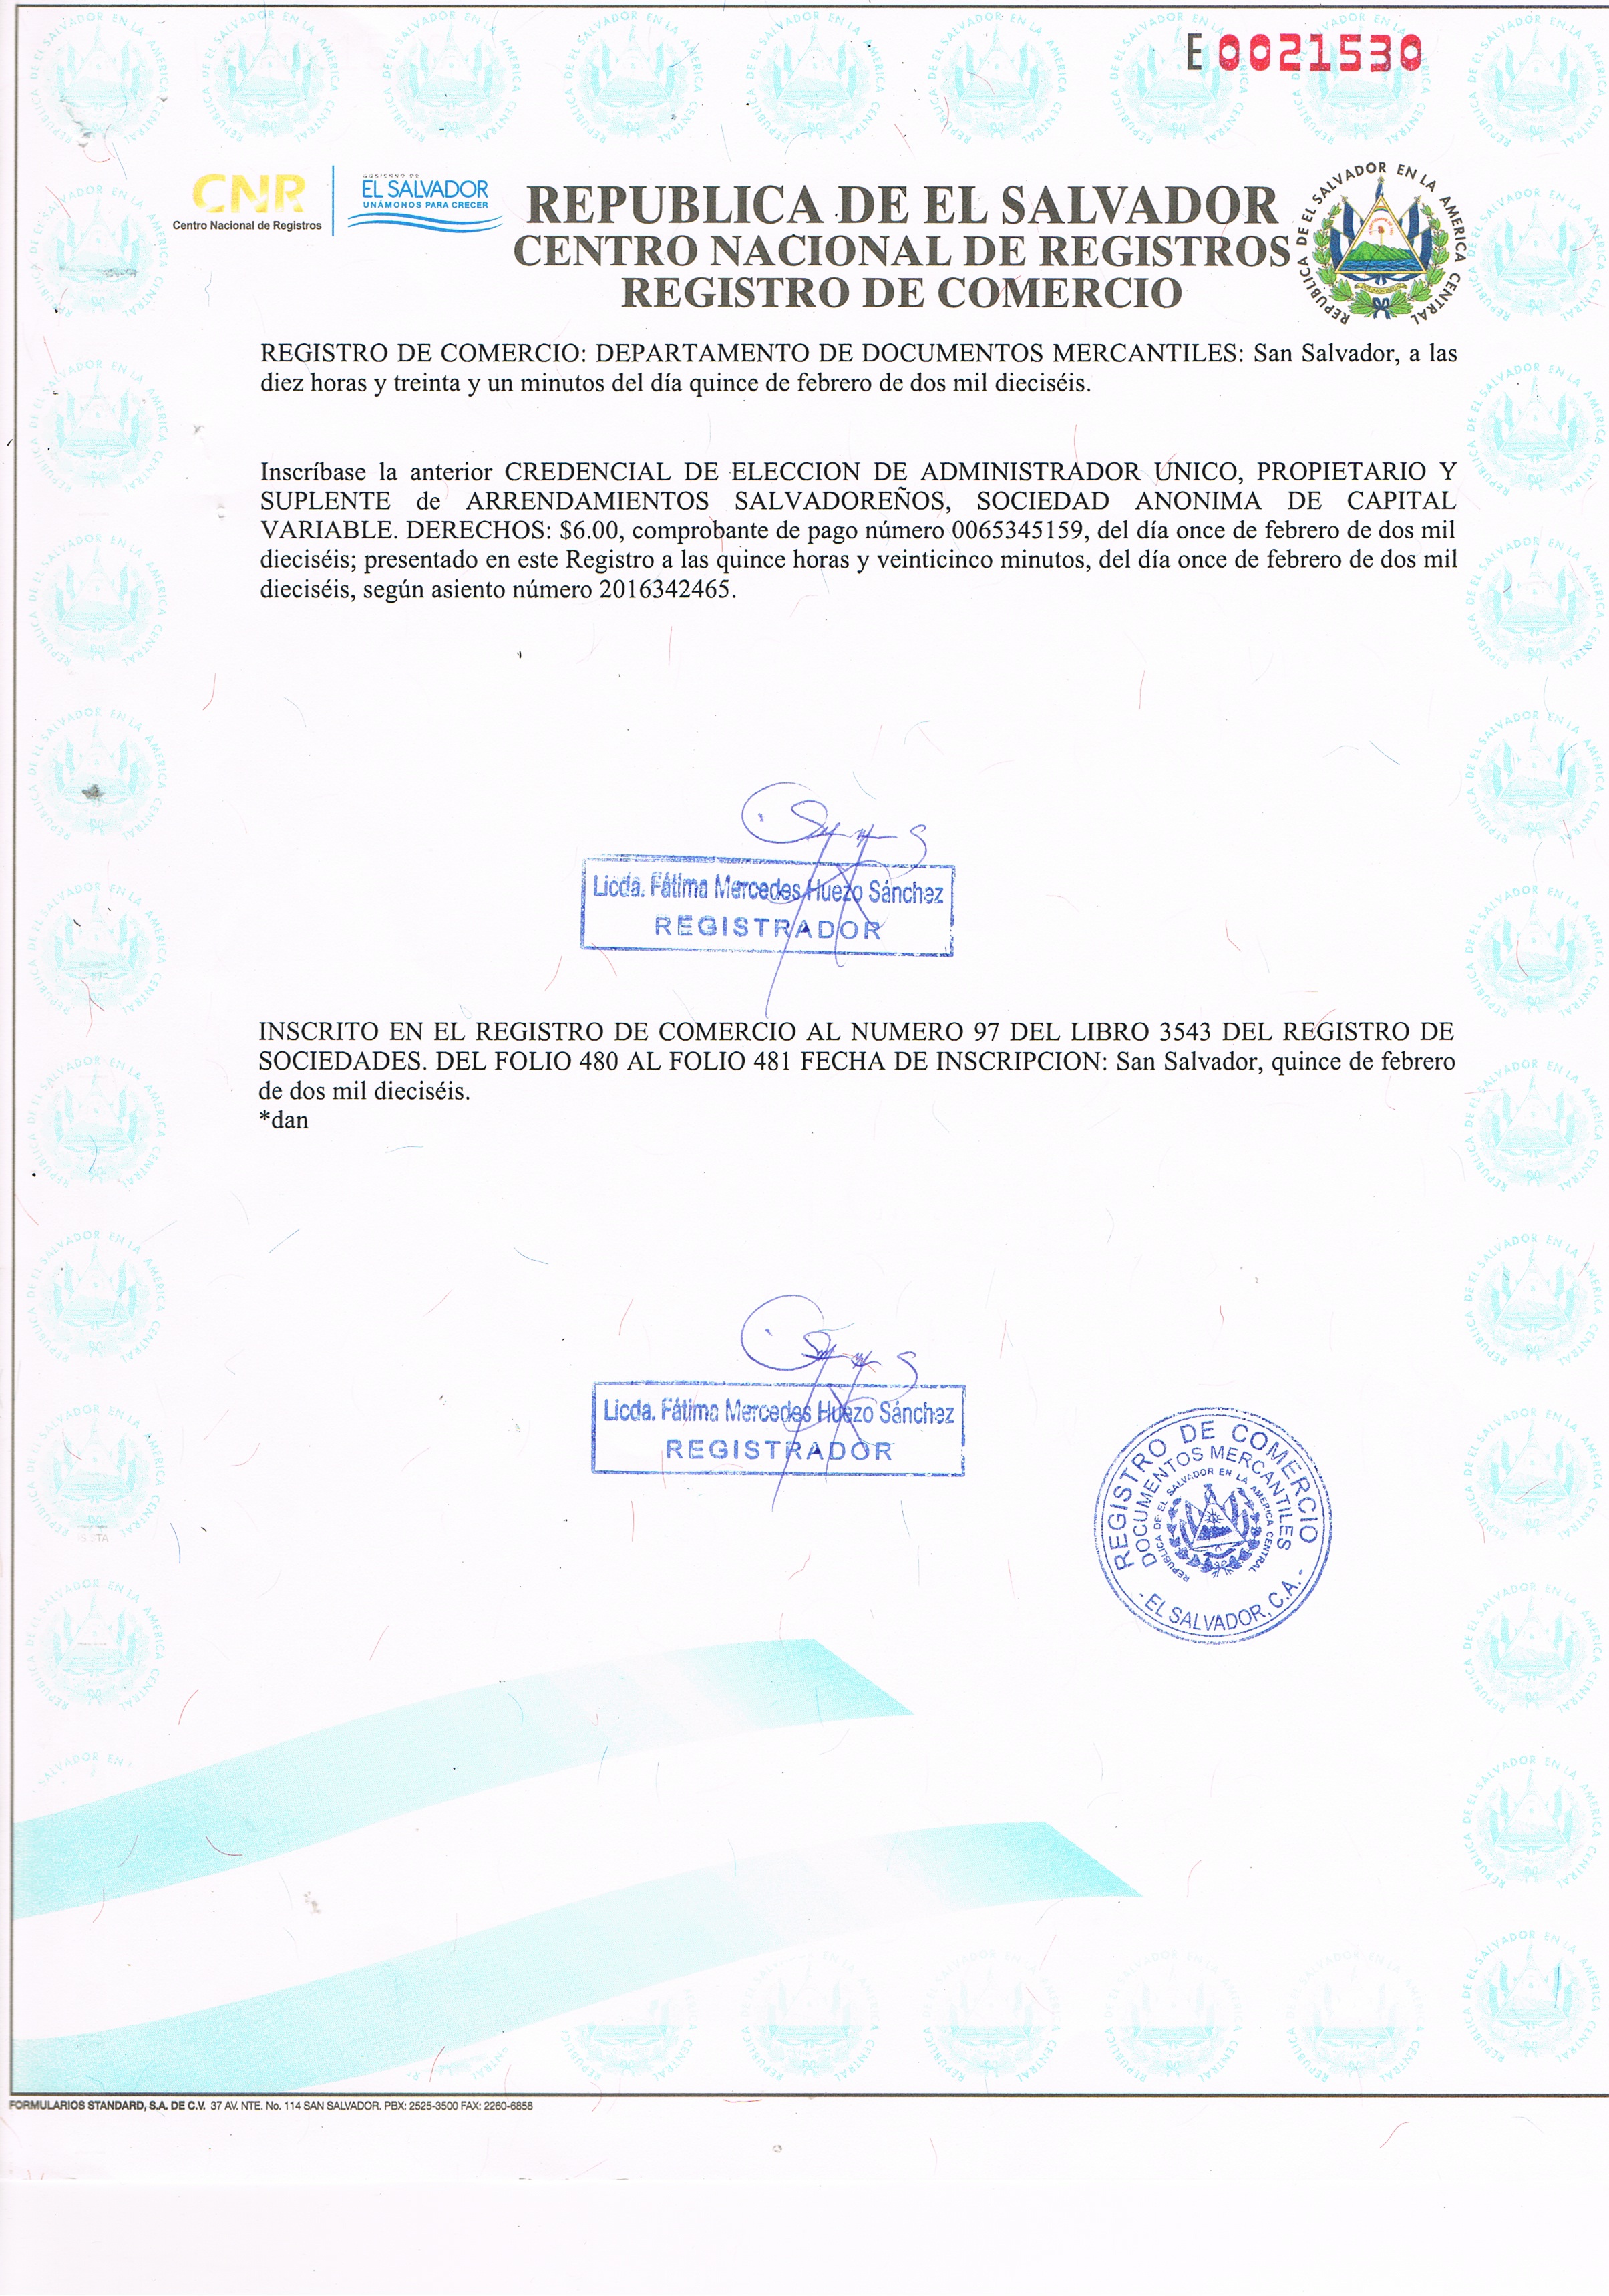 E 0021530
CNR
Centro Nacional de Registros
GOBIERNO DE
EL SALVADOR
UNÁMONOS PARA CRECER
REPUBLICA DE EL SALVADOR
CENTRO NACIONAL DE REGISTROS
REGISTRO DE COMERCIO
REPUBLICA DE EL SALVADOR EN LA AMERICA CENTRAL
REGISTRO DE COMERCIO: DEPARTAMENTO DE DOCUMENTOS MERCANTILES: San Salvador, a las
diez horas y treinta y un minutos del día quince de febrero de dos mil dieciséis.
Inscríbase la anterior CREDENCIAL DE ELECCION DE ADMINISTRADOR UNICO, PROPIETARIO Y
SUPLENTE de ARRENDAMIENTOS SALVADOREÑOS, SOCIEDAD ANONIMA DE CAPITAL
VARIABLE. DERECHOS: $6.00, comprobante de pago número 0065345159, del día once de febrero de dos mil
dieciséis; presentado en este Registro a las quince horas y veinticinco minutos, del día once de febrero de dos mil
dieciséis, según asiento número 2016342465.
Licda. Fátima Mercedes Huezo Sánchez
REGISTRADOR
INSCRITO EN EL REGISTRO DE COMERCIO AL NUMERO 97 DEL LIBRO 3543 DEL REGISTRO DE
SOCIEDADES. DEL FOLIO 480 AL FOLIO 481 FECHA DE INSCRIPCION: San Salvador, quince de febrero
de dos mil dieciséis.
*dan
Licda. Fátima Mercedes Huezo Sánchez
REGISTRADOR
REGISTRO DE COMERCIO
DOCUMENTOS MERCANTILES
REPUBLICA DE EL SALVADOR EN LA AMERICA CENTRAL
- EL SALVADOR, C.A. -
FORMULARIOS STANDARD, S.A. DE C.V. 37 AV. NTE. No. 114 SAN SALVADOR. PBX: 2525-3500 FAX: 2260-6858